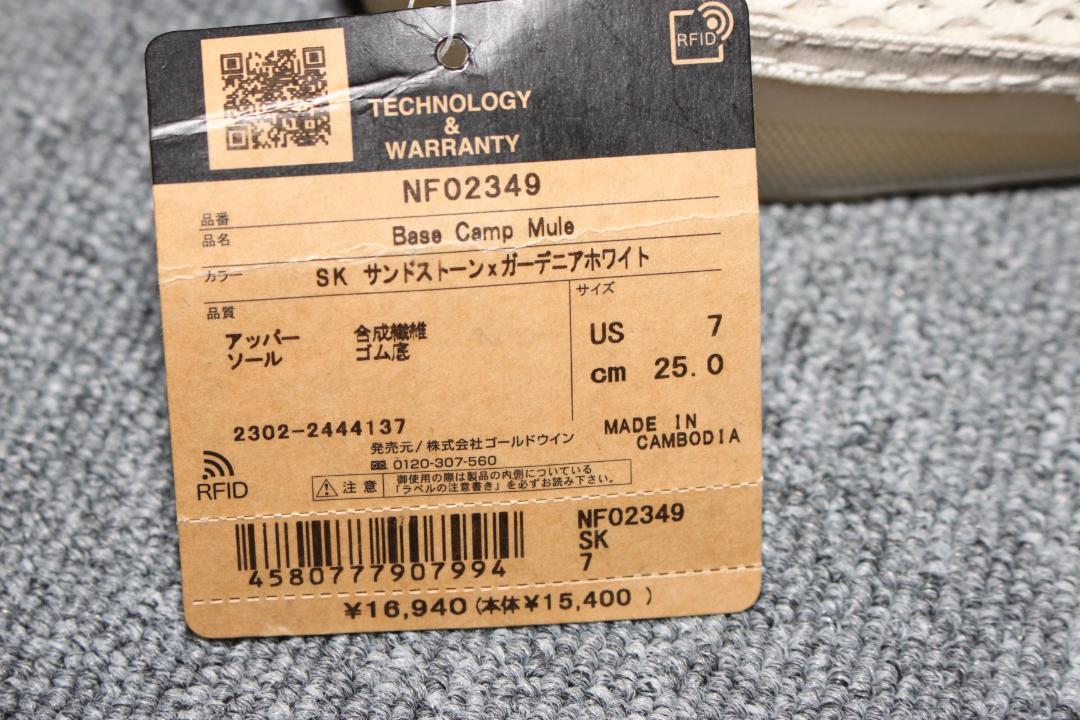 RFID
TECHNOLOGY
&
WARRANTY
品番 NF02349
品名 Base Camp Mule
カラー SK サンドストーンxガーデニアホワイト
品質
アッパー 合成繊維
ソール ゴム底
サイズ
US 7
cm 25.0
2302-2444137
MADE IN
CAMBODIA
発売元/株式会社ゴールドウイン
0120-307-560
RFID
注意
御使用の際は製品の内側についている
「ラベルの注意書き」を必ずお読み下さい。
4580777907994
NF02349
SK
7
¥16,940(本体¥15,400 )